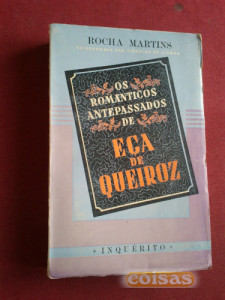 ROCHA MARTINS
OS
ROMÂNTICOS
ANTEPASSADOS
DE
EÇA
DE
QUEIROZ
INQUÉRITO
coisas